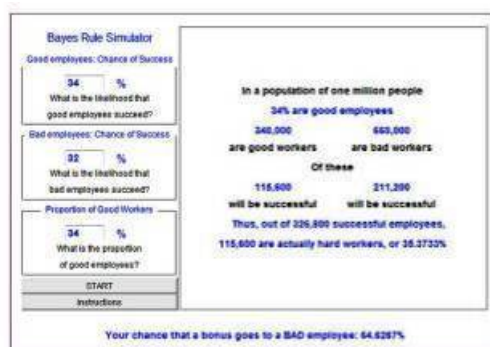 Bayes Rule Simulator
Good employees: Chance of Success
34 %
What is the likelihood that
good employees succeed?
Bad employees: Chance of Success
32 %
What is the likelihood that
bad employees succeed?
Proportion of Good Workers
34 %
What is the proportion
of good employees?
START
Instructions
In a population of one million people
34% are good employees
340,000 660,000
are good workers are bad workers
Of these
115,600 211,200
will be successful will be successful
Thus, out of 326,800 successful employees,
115,600 are actually hard workers, or 35.3733%
Your chance that a bonus goes to a BAD employee: 64.6267%